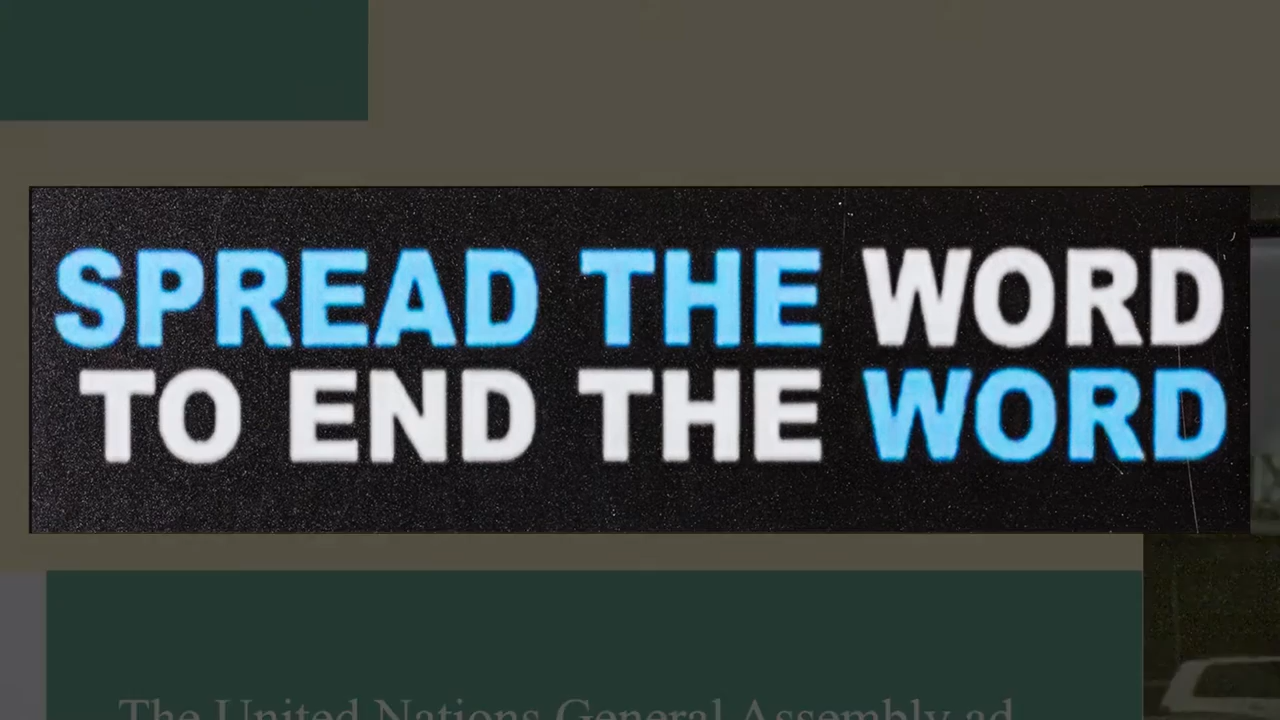 SPREAD THE WORD
TO END THE WORD
The United Nations General Assembly ad